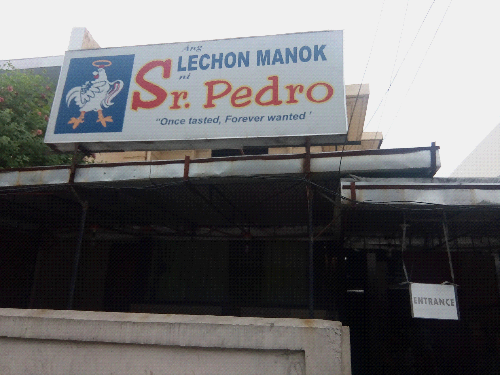 Ang
LECHON MANOK
ni
Sr. Pedro
"Once tasted, Forever wanted'
ENTRANCE